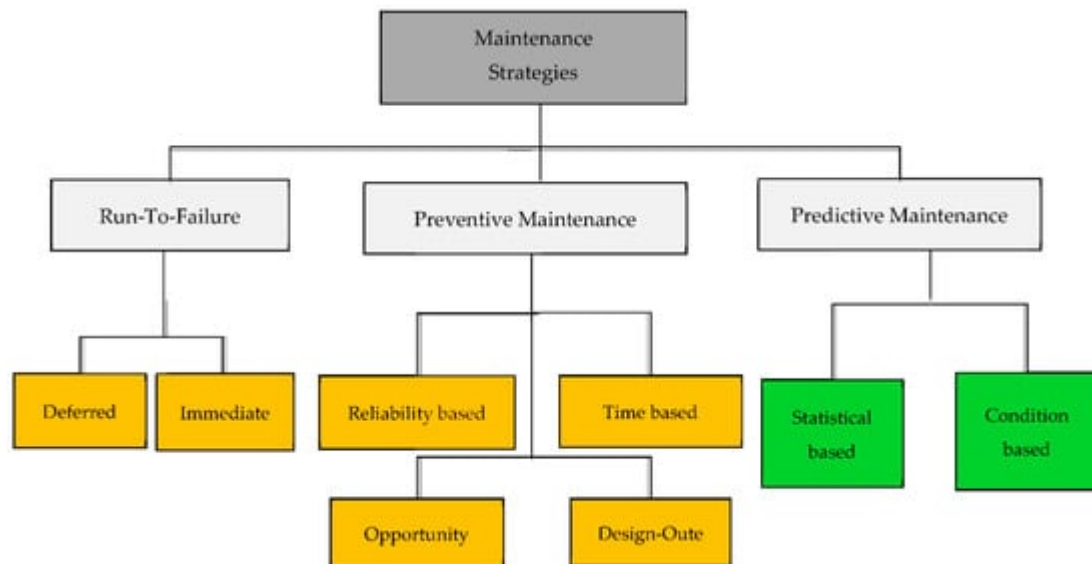 Maintenance
Strategies
Run-To-Failure
Preventive Maintenance
Predictive Maintenance
Deferred
Immediate
Reliability based
Time based
Statistical
based
Condition
based
Opportunity
Design-Oute